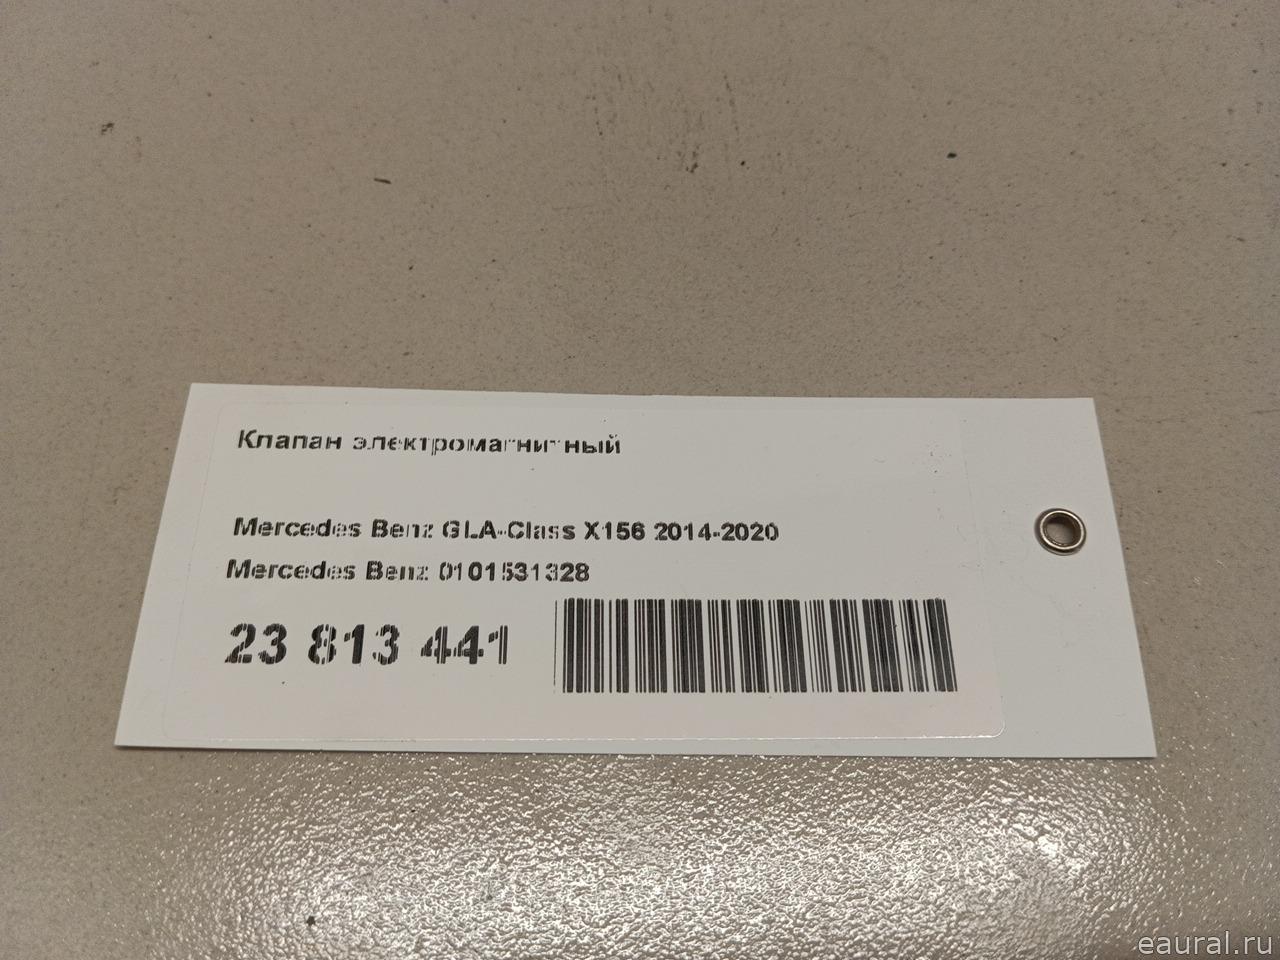 Клапан электромагнитный
Mercedes Benz GLA-Class X156 2014-2020
Mercedes Benz 0101531328
23 813 441
eaural.ru